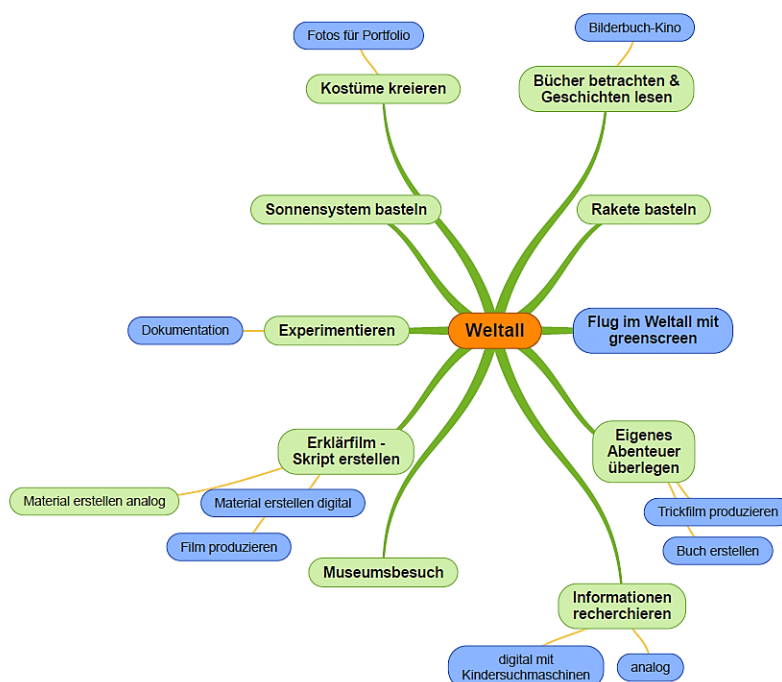 Fotos für Portfolio
Bilderbuch-Kino
Kostüme kreieren
Bücher betrachten &
Geschichten lesen
Sonnensystem basteln
Rakete basteln
Dokumentation
Experimentieren
Weltall
Flug im Weltall mit
greenscreen
Erklärfilm -
Skript erstellen
Eigenes
Abenteuer
überlegen
Material erstellen analog
Material erstellen digital
Film produzieren
Trickfilm produzieren
Buch erstellen
Museumsbesuch
Informationen
recherchieren
digital mit
Kindersuchmaschinen
analog